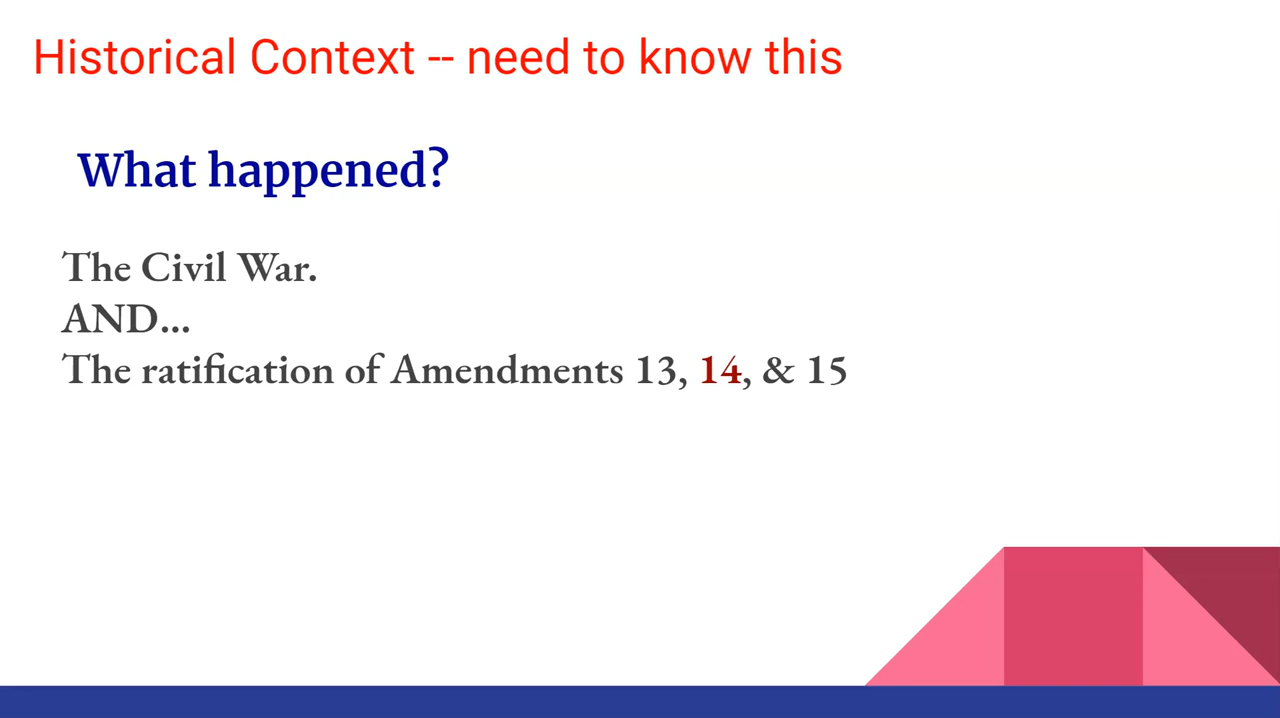 Historical Context -- need to know this
What happened?
The Civil War.
AND...
The ratification of Amendments 13, 14, & 15